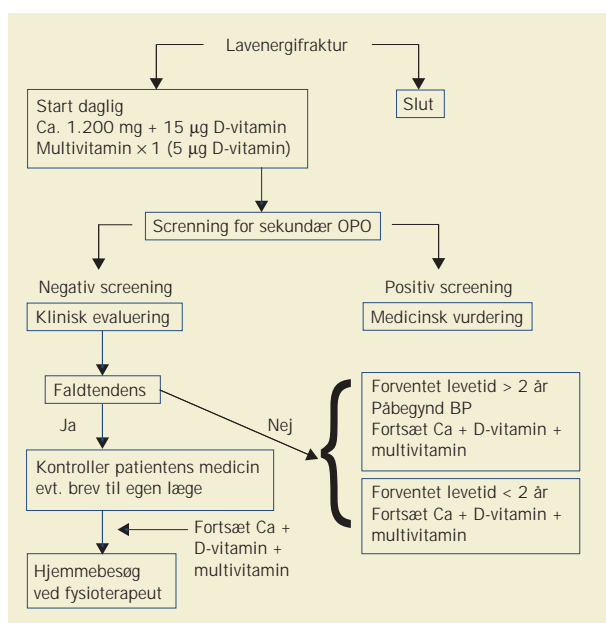 Lavenergifraktur
Start daglig
Ca. 1.200 mg + 15 µg D-vitamin
Multivitamin × 1 (5 µg D-vitamin)
Slut
Screnning for sekundær OPO
Negativ screening
Klinisk evaluering
Positiv screening
Medicinsk vurdering
Faldtendens
Ja
Nej
Forventet levetid > 2 år
Påbegynd BP
Fortsæt Ca + D-vitamin +
multivitamin
Forventet levetid < 2 år
Fortsæt Ca + D-vitamin +
multivitamin
Kontroller patientens medicin
evt. brev til egen læge
Fortsæt Ca +
D-vitamin +
multivitamin
Hjemmebesøg
ved fysioterapeut